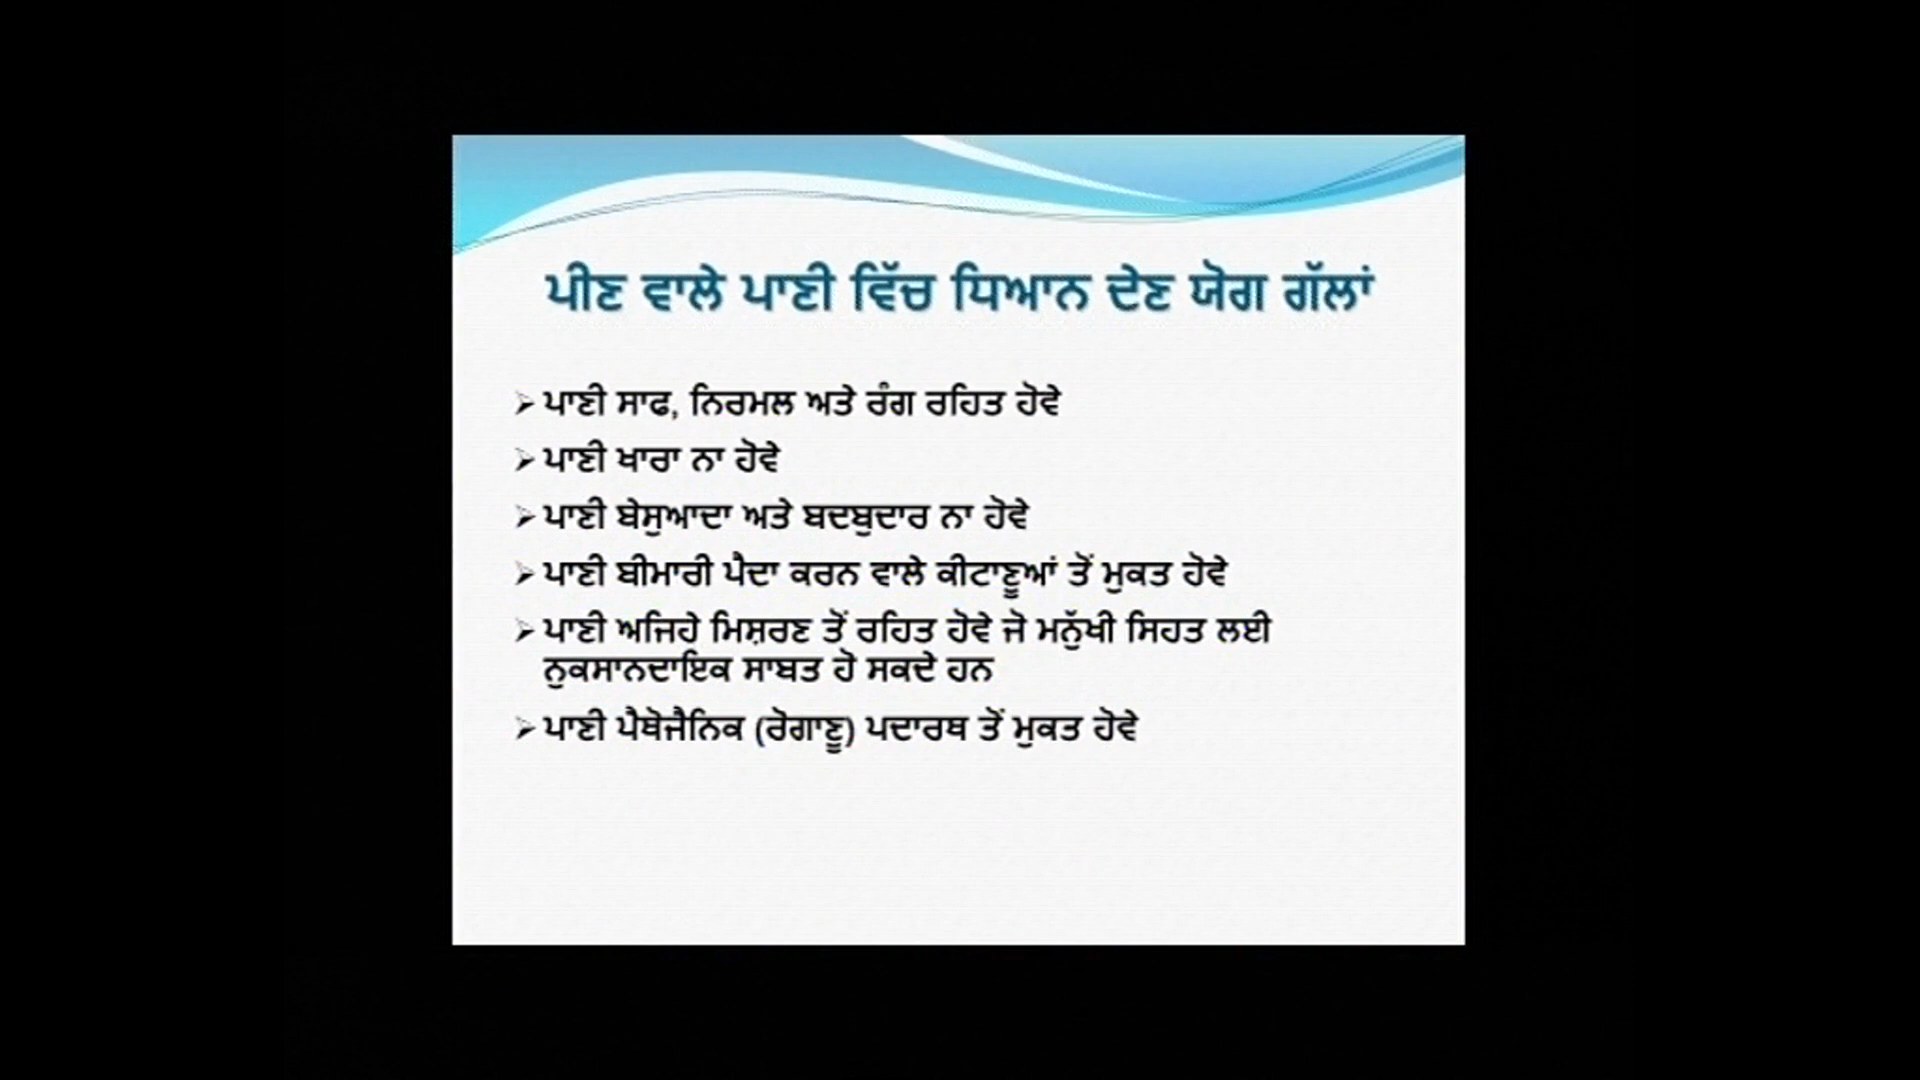 ਪੀਣ ਵਾਲੇ ਪਾਣੀ ਵਿੱਚ ਧਿਆਨ ਦੇਣ ਯੋਗ ਗੱਲਾਂ
➢ ਪਾਣੀ ਸਾਫ, ਨਿਰਮਲ ਅਤੇ ਰੰਗ ਰਹਿਤ ਹੋਵੇ
➢ ਪਾਣੀ ਖਾਰਾ ਨਾ ਹੋਵੇ
➢ ਪਾਣੀ ਬੇਸੁਆਦਾ ਅਤੇ ਬਦਬੁਦਾਰ ਨਾ ਹੋਵੇ
➢ ਪਾਣੀ ਬੀਮਾਰੀ ਪੈਦਾ ਕਰਨ ਵਾਲੇ ਕੀਟਾਣੂਆਂ ਤੋਂ ਮੁਕਤ ਹੋਵੇ
➢ ਪਾਣੀ ਅਜਿਹੇ ਮਿਸ਼ਰਣ ਤੋਂ ਰਹਿਤ ਹੋਵੇ ਜੋ ਮਨੁੱਖੀ ਸਿਹਤ ਲਈ
ਨੁਕਸਾਨਦਾਇਕ ਸਾਬਤ ਹੋ ਸਕਦੇ ਹਨ
➢ ਪਾਣੀ ਪੈਥੋਜੈਨਿਕ (ਰੋਗਾਣੂ) ਪਦਾਰਥ ਤੋਂ ਮੁਕਤ ਹੋਵੇ